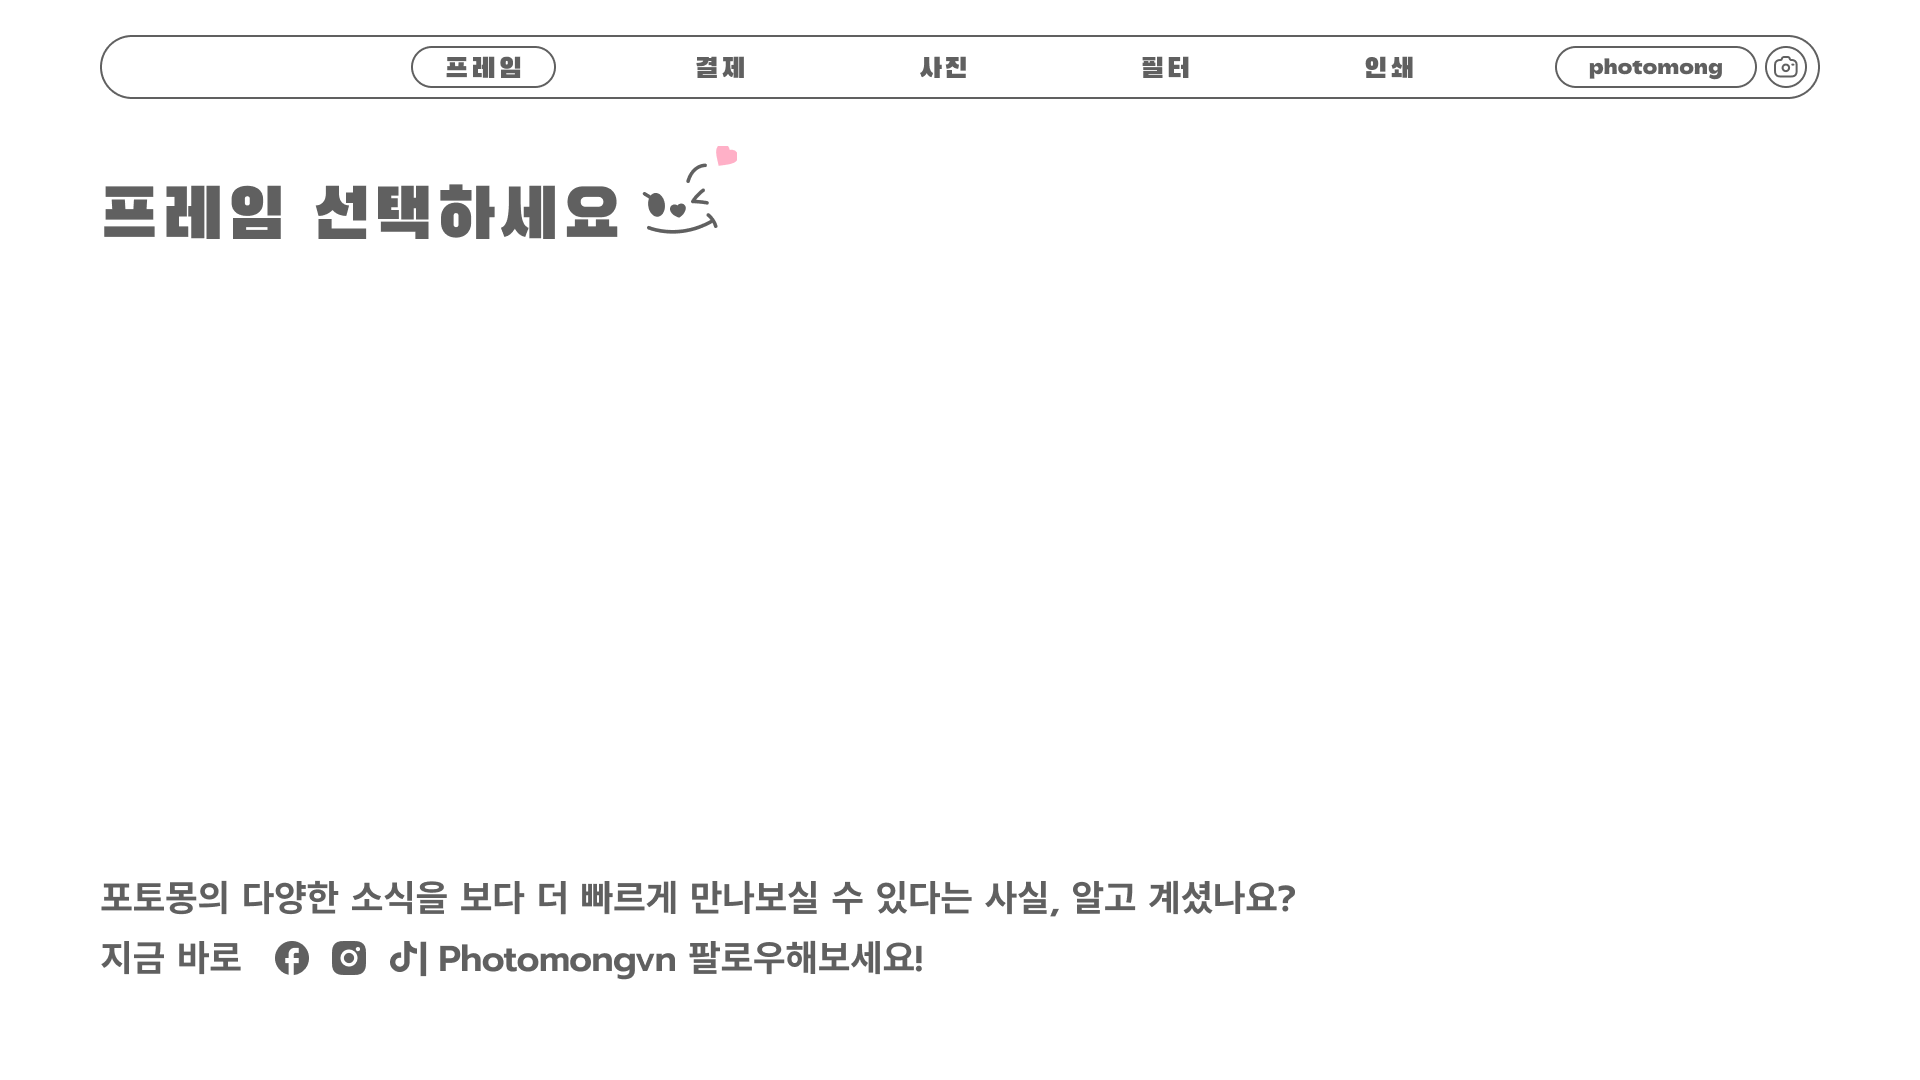 프레임 결제 사진 필터 인쇄 photomong
프레임 선택하세요
포토몽의 다양한 소식을 보다 더 빠르게 만나보실 수 있다는 사실, 알고 계셨나요?
지금 바로 | Photomongvn 팔로우해보세요!